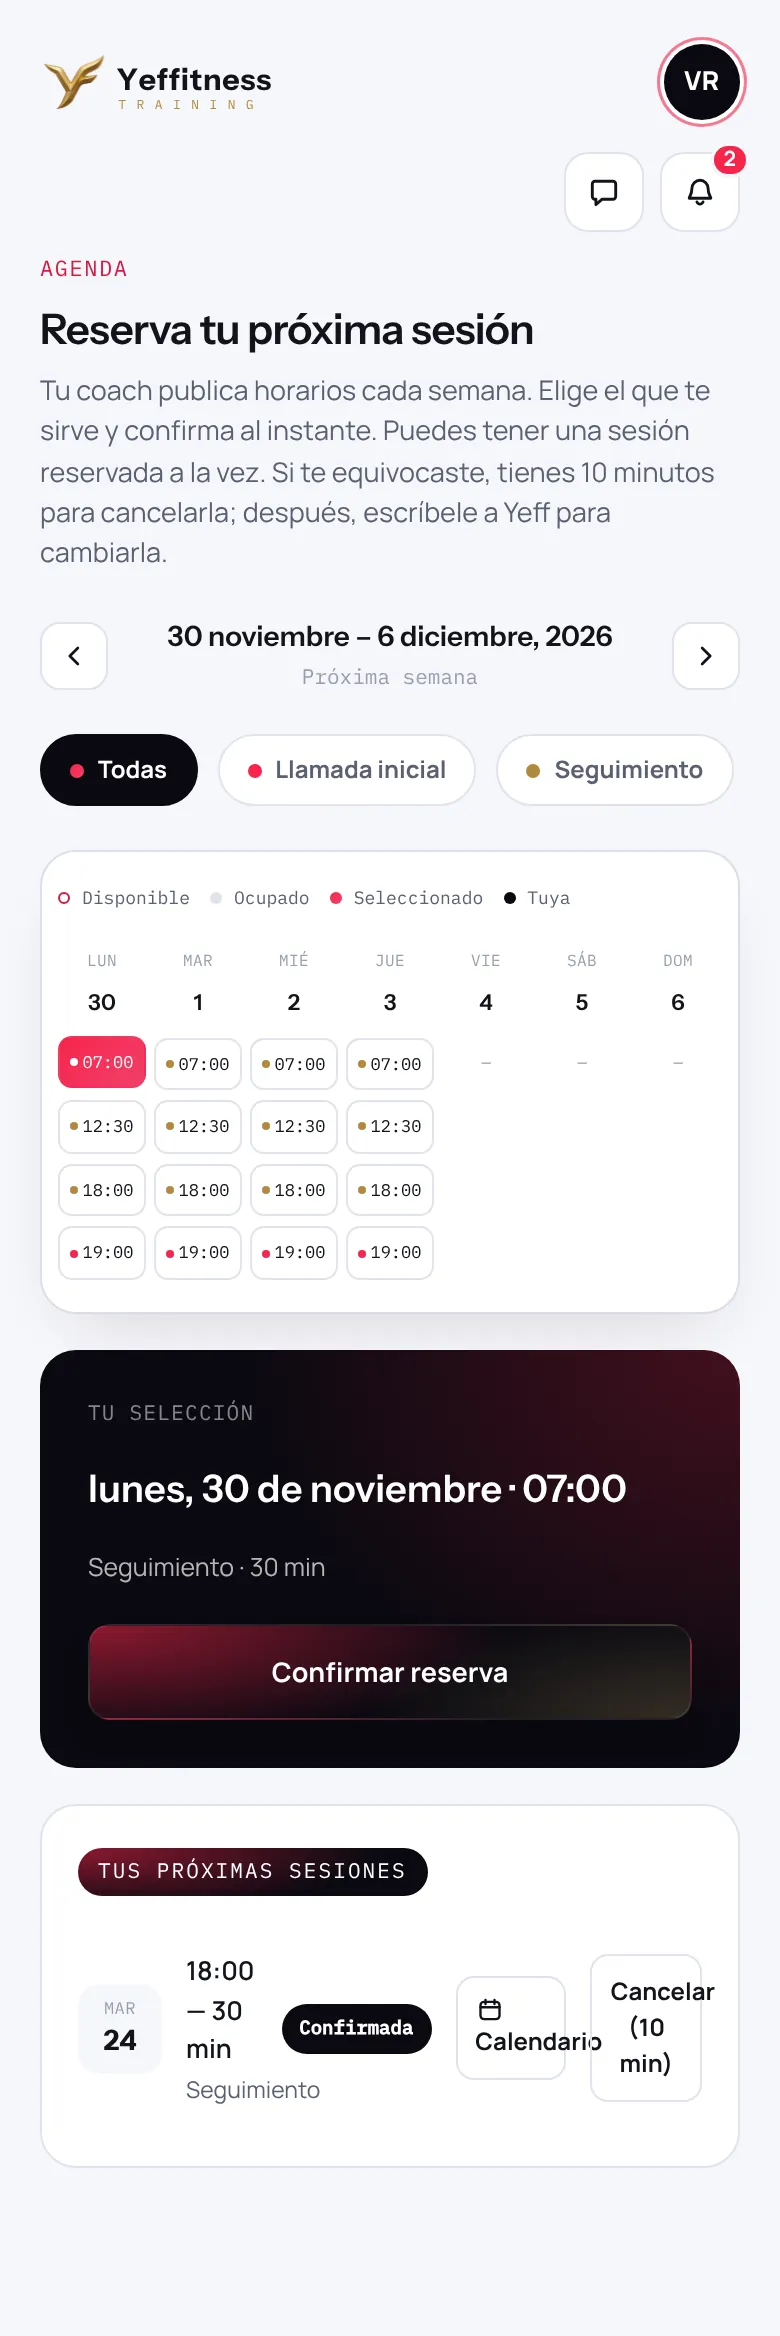 Yeffitness
TRAINING
VR
2
AGENDA
Reserva tu próxima sesión
Tu coach publica horarios cada semana. Elige el que te
sirve y confirma al instante. Puedes tener una sesión
reservada a la vez. Si te equivocaste, tienes 10 minutos
para cancelarla; después, escríbele a Yeff para
cambiarla.
30 noviembre – 6 diciembre, 2026
Próxima semana
Todas
Llamada inicial
Seguimiento
Disponible Ocupado Seleccionado Tuya
LUN MAR MIÉ JUE VIE SÁB DOM
30 1 2 3 4 5 6
07:00 07:00 07:00 07:00 – – –
12:30 12:30 12:30 12:30
18:00 18:00 18:00 18:00
19:00 19:00 19:00 19:00
TU SELECCIÓN
lunes, 30 de noviembre · 07:00
Seguimiento · 30 min
Confirmar reserva
TUS PRÓXIMAS SESIONES
MAR
24
18:00
— 30
min
Seguimiento
Confirmada
Calendario
Cancelar
(10
min)